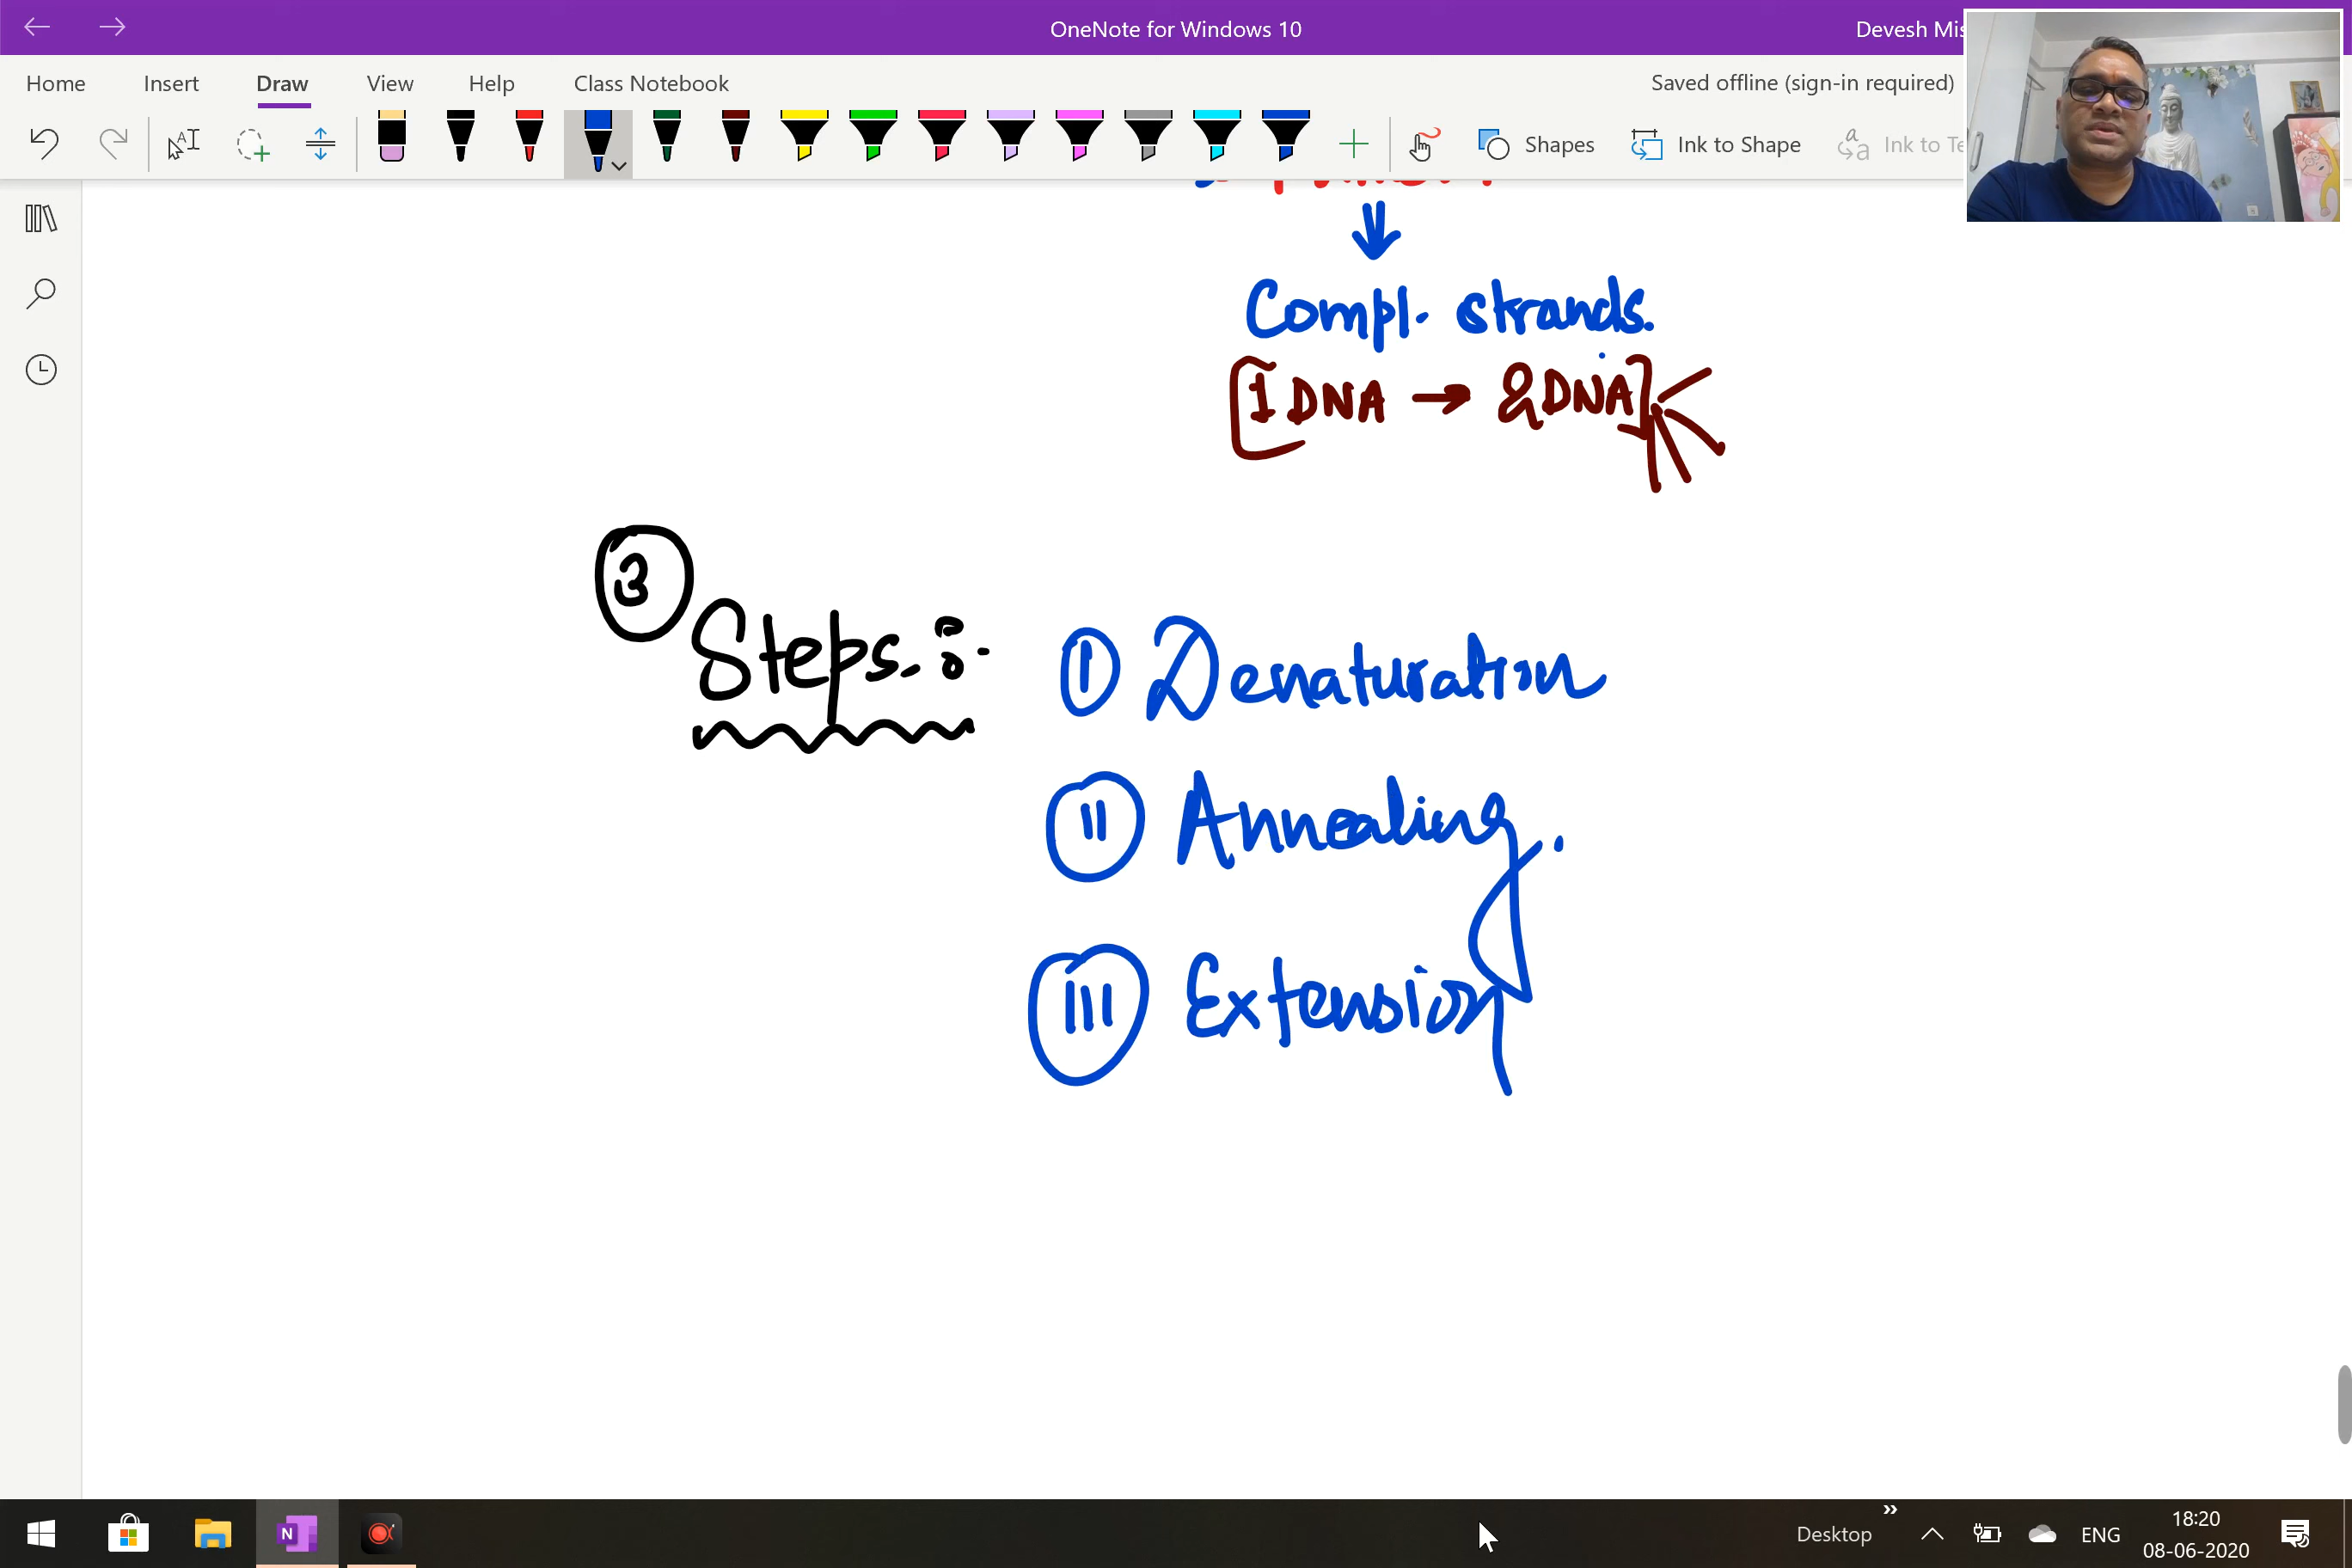 OneNote for Windows 10
Devesh Mis
Home Insert Draw View Help Class Notebook
Saved offline (sign-in required)
Shapes Ink to Shape Ink to Te
Compl. strands.
[1 DNA → 2DNA]
3
Steps. :-
I Denaturation
II Annealing.
III Extension
Desktop
ENG
18:20
08-06-2020